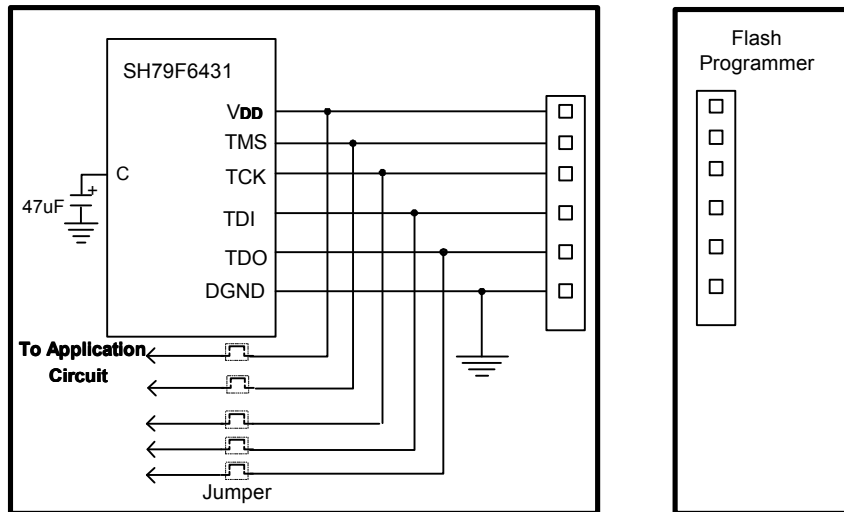 SH79F6431
VDD
TMS
C
TCK
47uF
+
TDI
TDO
DGND
To Application
Circuit
Jumper
Flash
Programmer